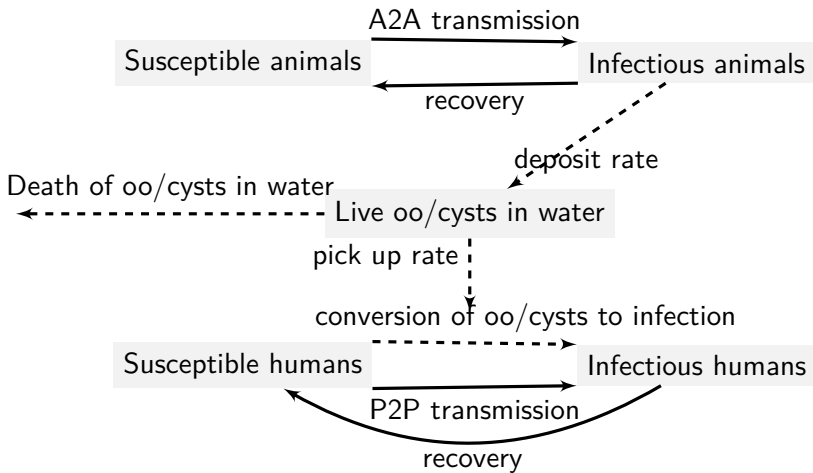 A2A transmission
Susceptible animals
Infectious animals
recovery
deposit rate
Death of oo/cysts in water
Live oo/cysts in water
pick up rate
conversion of oo/cysts to infection
Susceptible humans
Infectious humans
P2P transmission
recovery